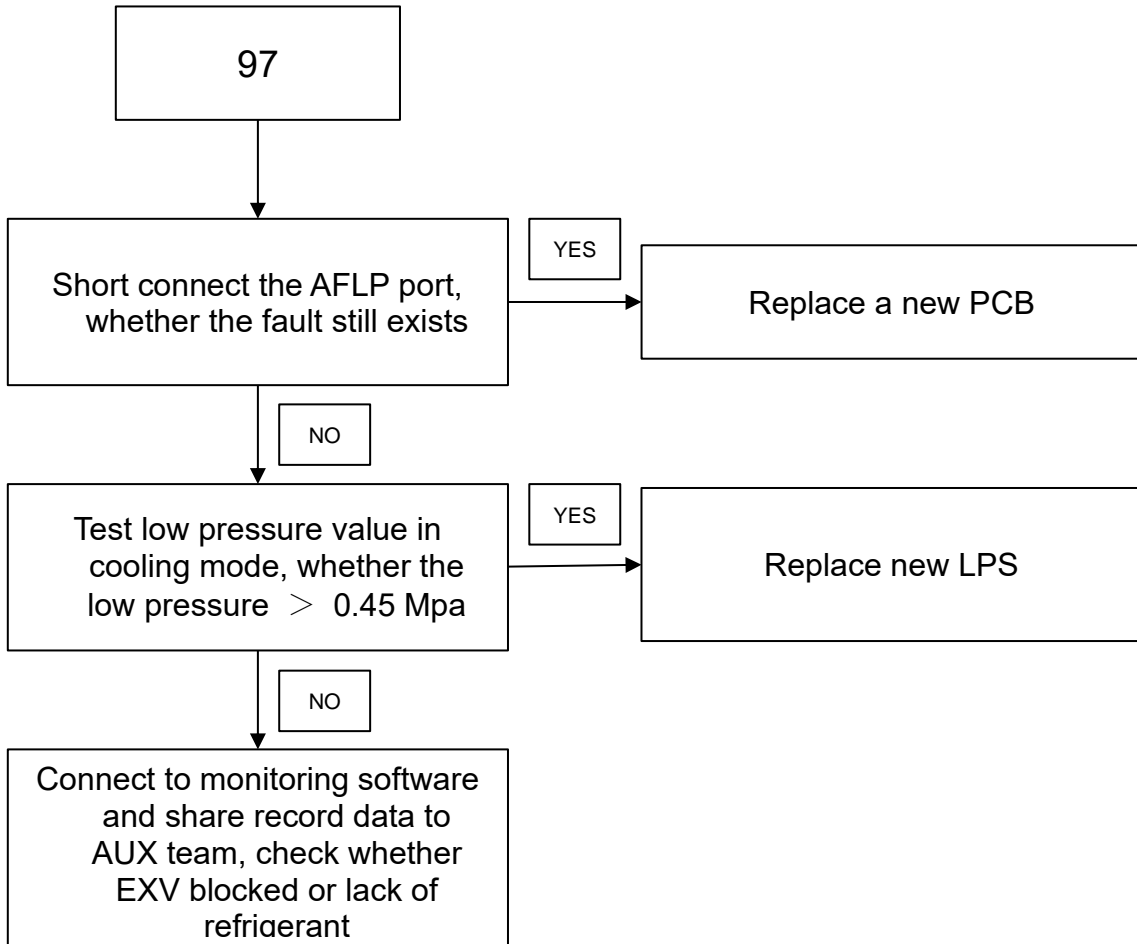 97
Short connect the AFLP port,
whether the fault still exists
YES
Replace a new PCB
NO
Test low pressure value in
cooling mode, whether the
low pressure ＞ 0.45 Mpa
YES
Replace new LPS
NO
Connect to monitoring software
and share record data to
AUX team, check whether
EXV blocked or lack of
refrigerant